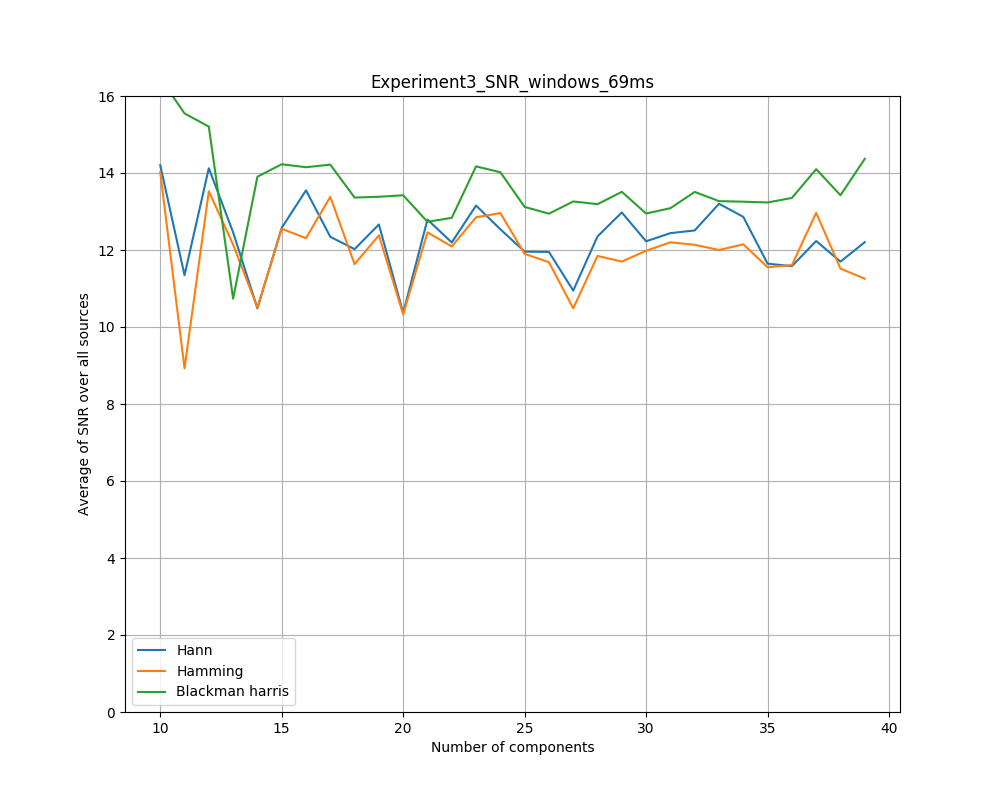 Experiment3_SNR_windows_69ms
16
14
12
10
8
6
4
2
0
Average of SNR over all sources
Hann
Hamming
Blackman harris
10 15 20 25 30 35 40
Number of components